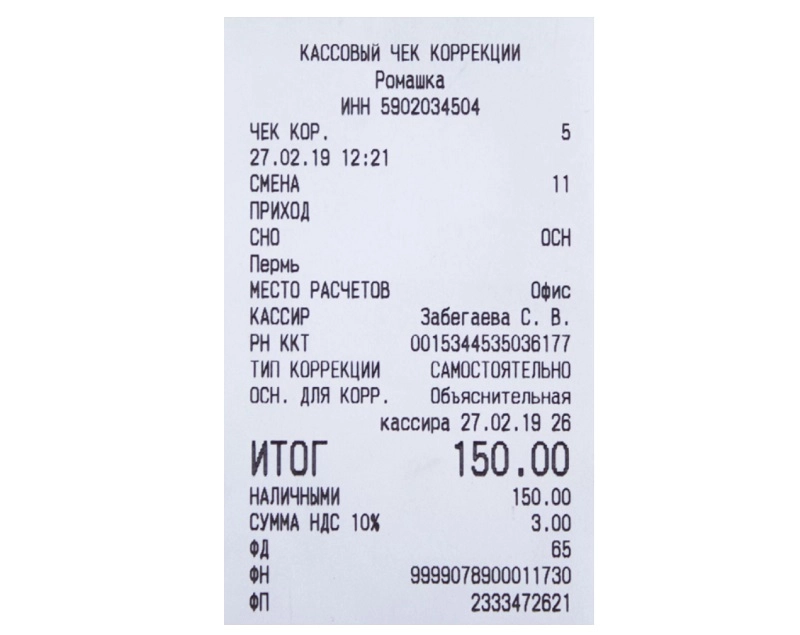 КАССОВЫЙ ЧЕК КОРРЕКЦИИ
Ромашка
ИНН 5902034504
ЧЕК КОР. 5
27.02.19 12:21
СМЕНА 11
ПРИХОД
СНО ОСН
Пермь
МЕСТО РАСЧЕТОВ Офис
КАССИР Забегаева С. В.
РН ККТ 0015344535036177
ТИП КОРРЕКЦИИ САМОСТОЯТЕЛЬНО
ОСН. ДЛЯ КОРР. Объяснительная
кассира 27.02.19 26
ИТОГ 150.00
НАЛИЧНЫМИ 150.00
СУММА НДС 10% 3.00
ФД 65
ФН 9999078900011730
ФП 2333472621